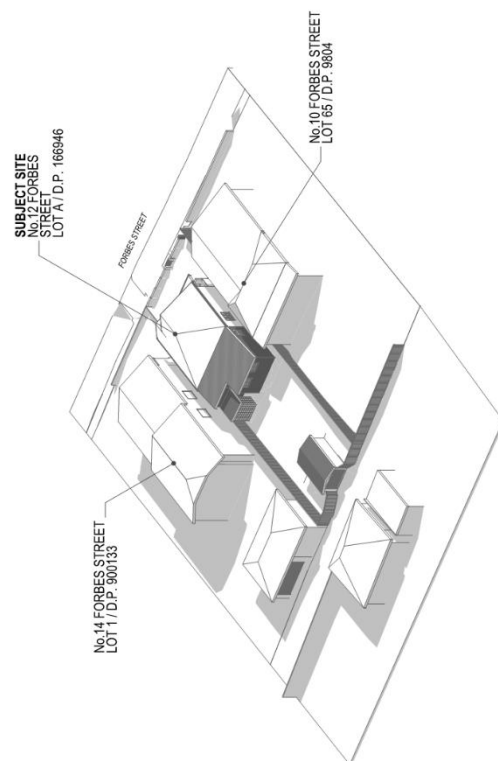 SUBJECT SITE
No.12 FORBES
STREET
LOT A / D.P. 166946
FORBES STREET
No.10 FORBES STREET
LOT 65 / D.P. 9804
No.14 FORBES STREET
LOT 1 / D.P. 900133